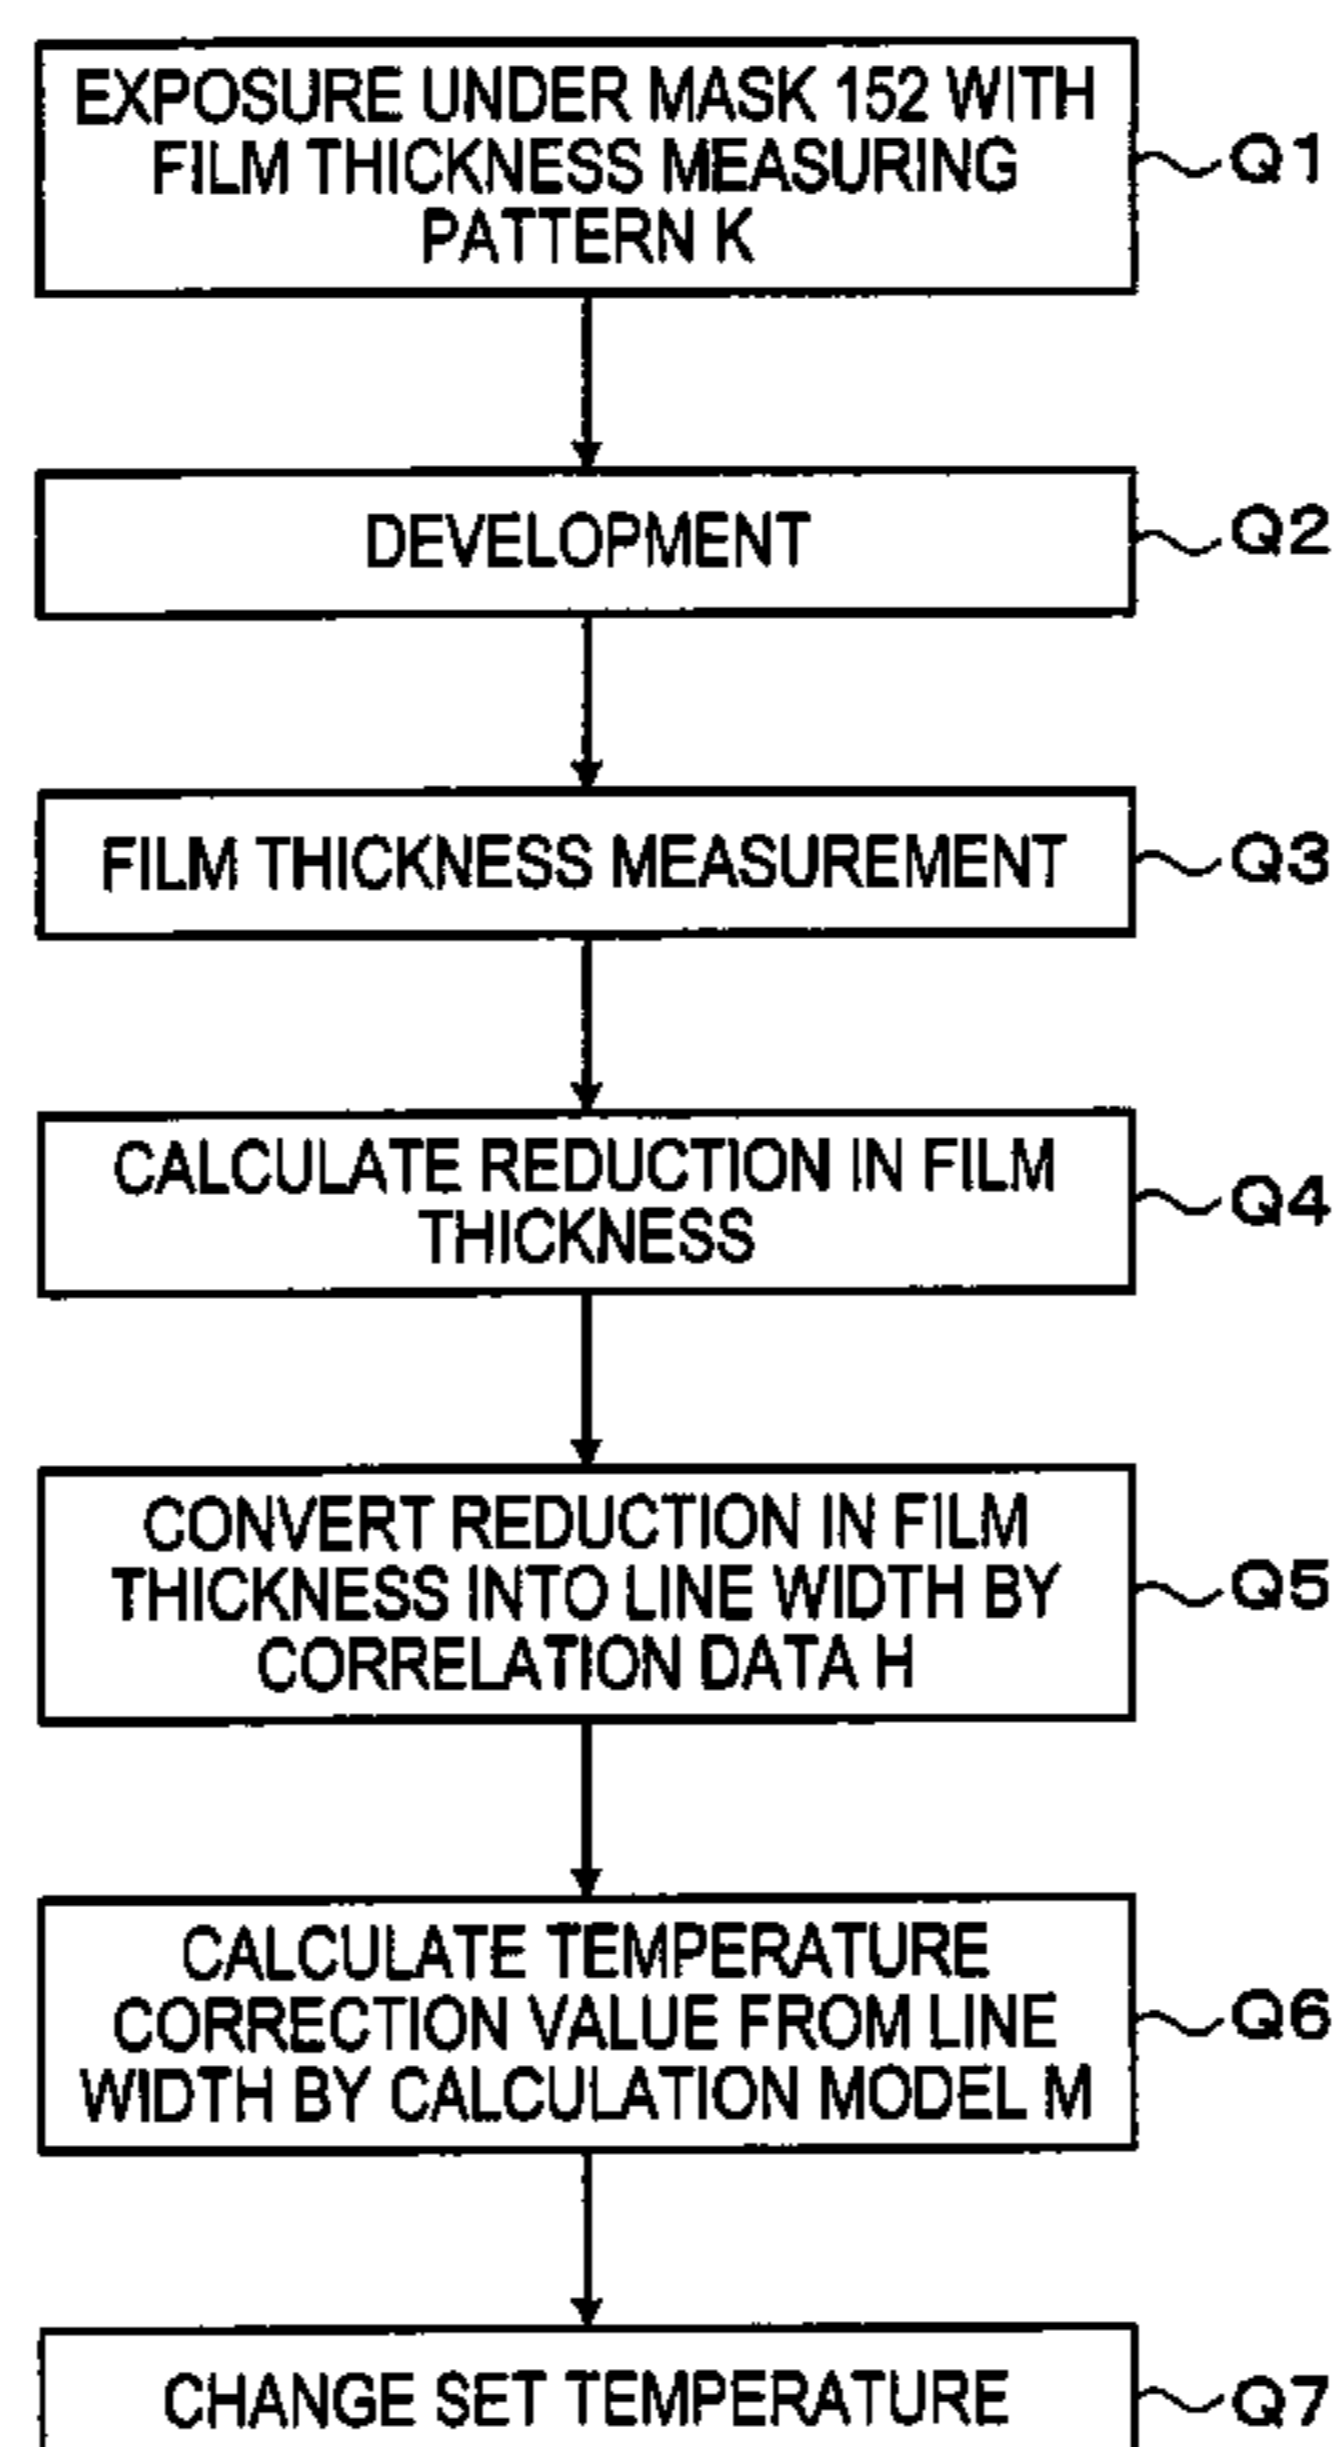 EXPOSURE UNDER MASK 152 WITH
FILM THICKNESS MEASURING
PATTERN K
Q1
DEVELOPMENT
Q2
FILM THICKNESS MEASUREMENT
Q3
CALCULATE REDUCTION IN FILM
THICKNESS
Q4
CONVERT REDUCTION IN FILM
THICKNESS INTO LINE WIDTH BY
CORRELATION DATA H
Q5
CALCULATE TEMPERATURE
CORRECTION VALUE FROM LINE
WIDTH BY CALCULATION MODEL M
Q6
CHANGE SET TEMPERATURE
Q7